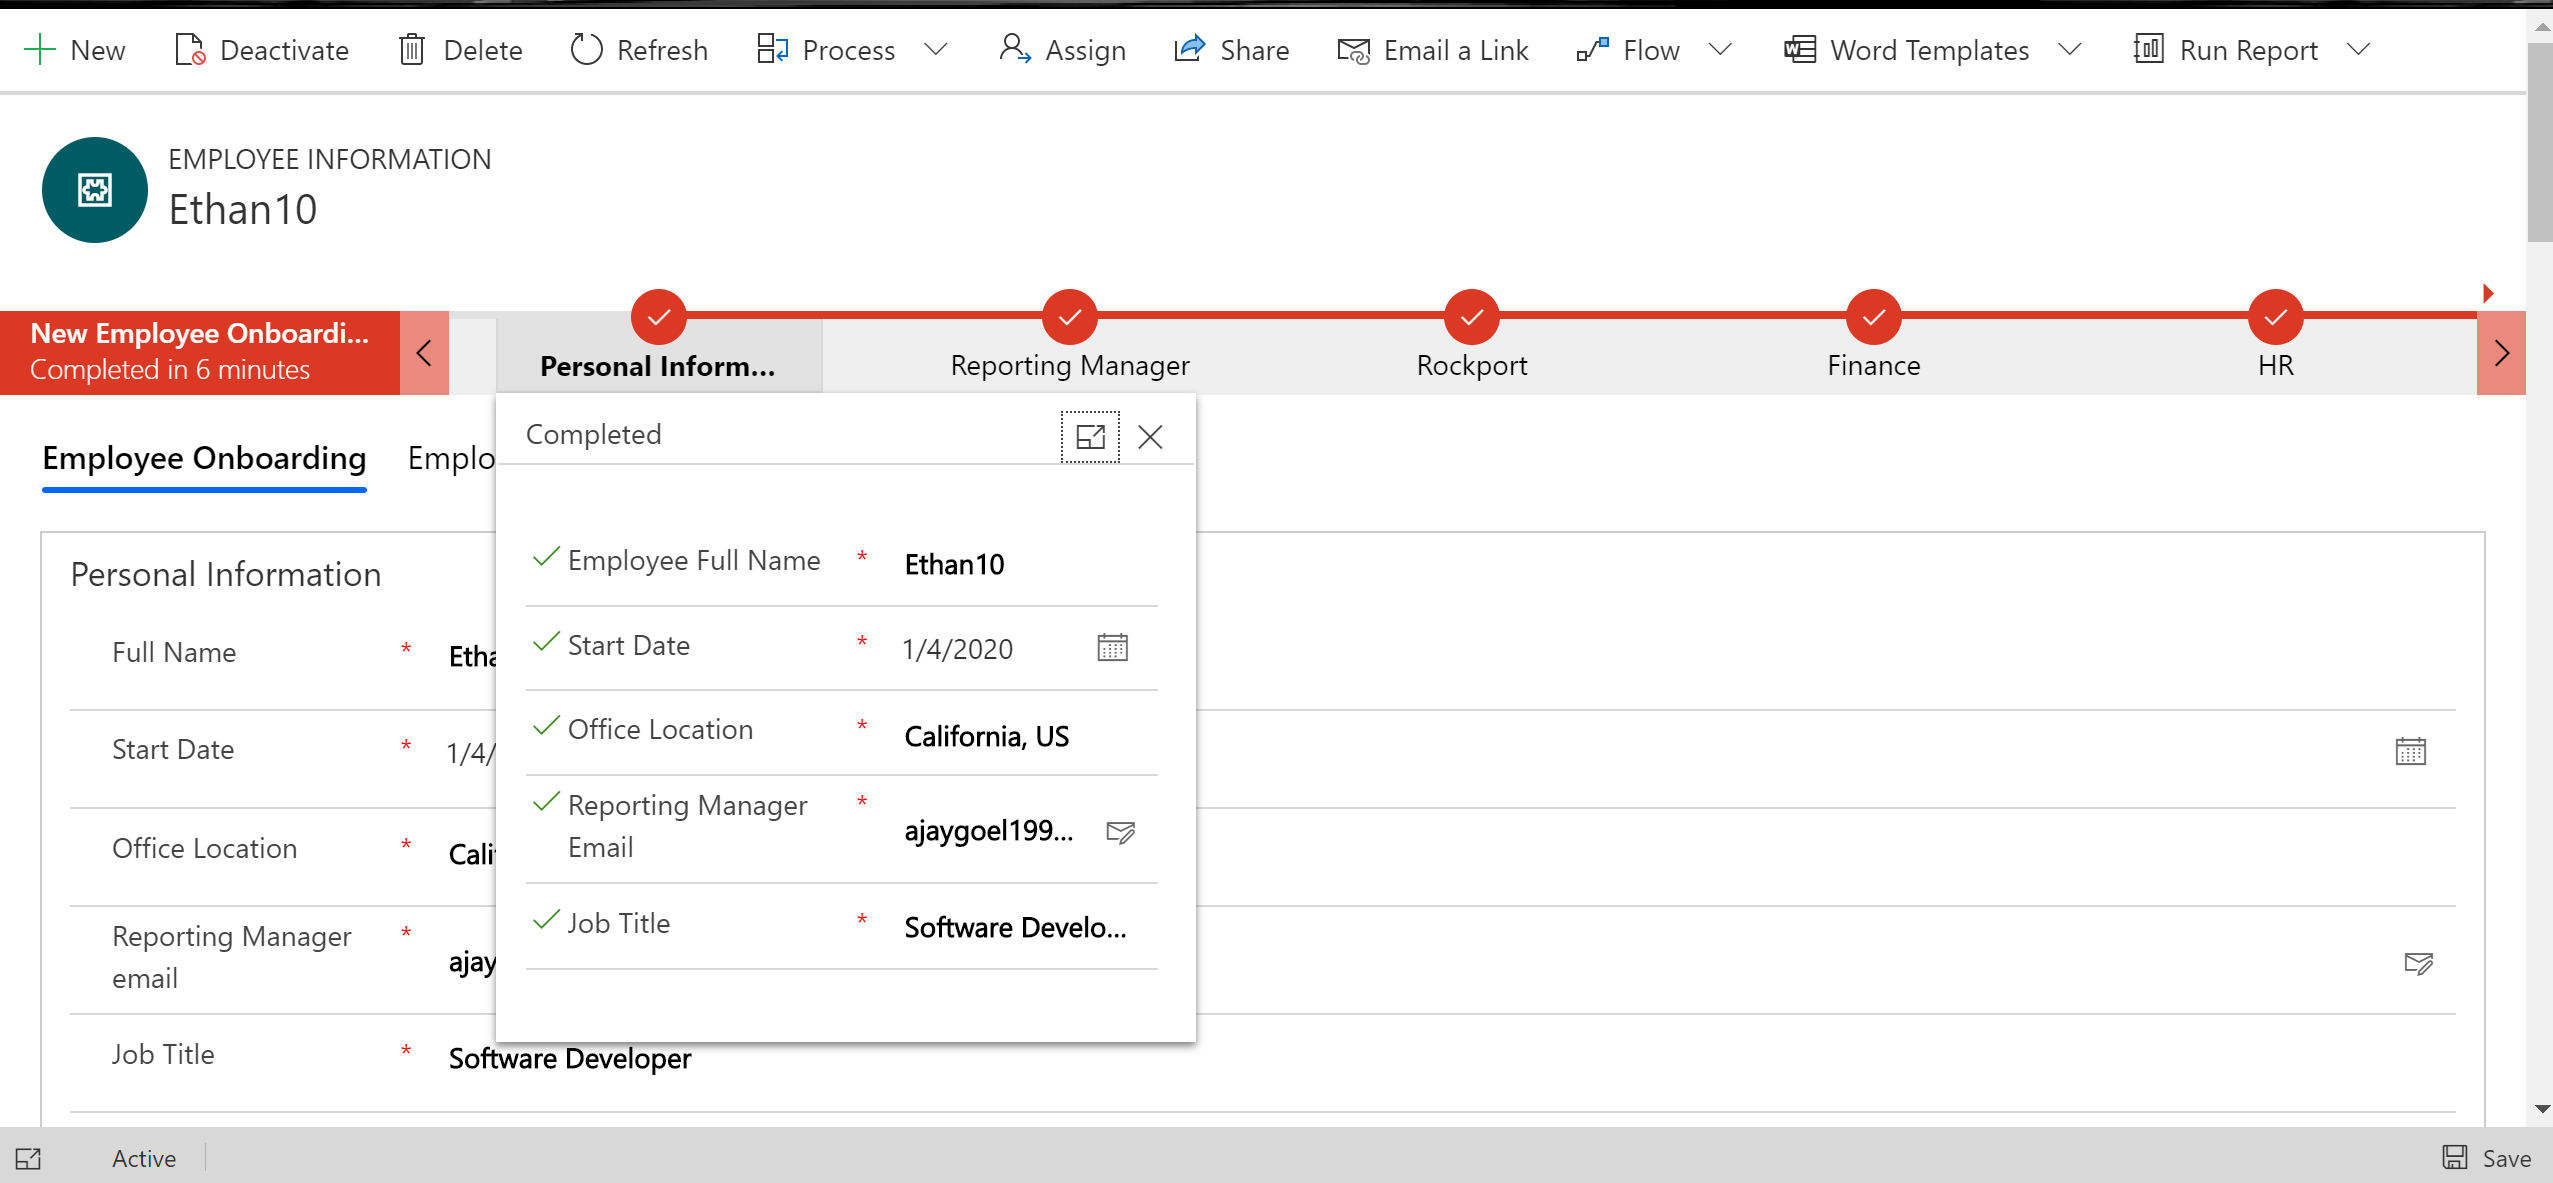 New Deactivate Delete Refresh Process Assign Share Email a Link Flow Word Templates Run Report
EMPLOYEE INFORMATION
Ethan10
New Employee Onboardi...
Completed in 6 minutes
Personal Inform...
Reporting Manager
Rockport
Finance
HR
Employee Onboarding Emplo
Completed
Employee Full Name * Ethan10
Start Date * 1/4/2020
Office Location * California, US
Reporting Manager * ajaygoel199...
Email
Job Title * Software Develo...
Personal Information
Full Name * Etha
Start Date * 1/4/
Office Location * Cali
Reporting Manager * ajay
email
Job Title * Software Developer
Active
Save